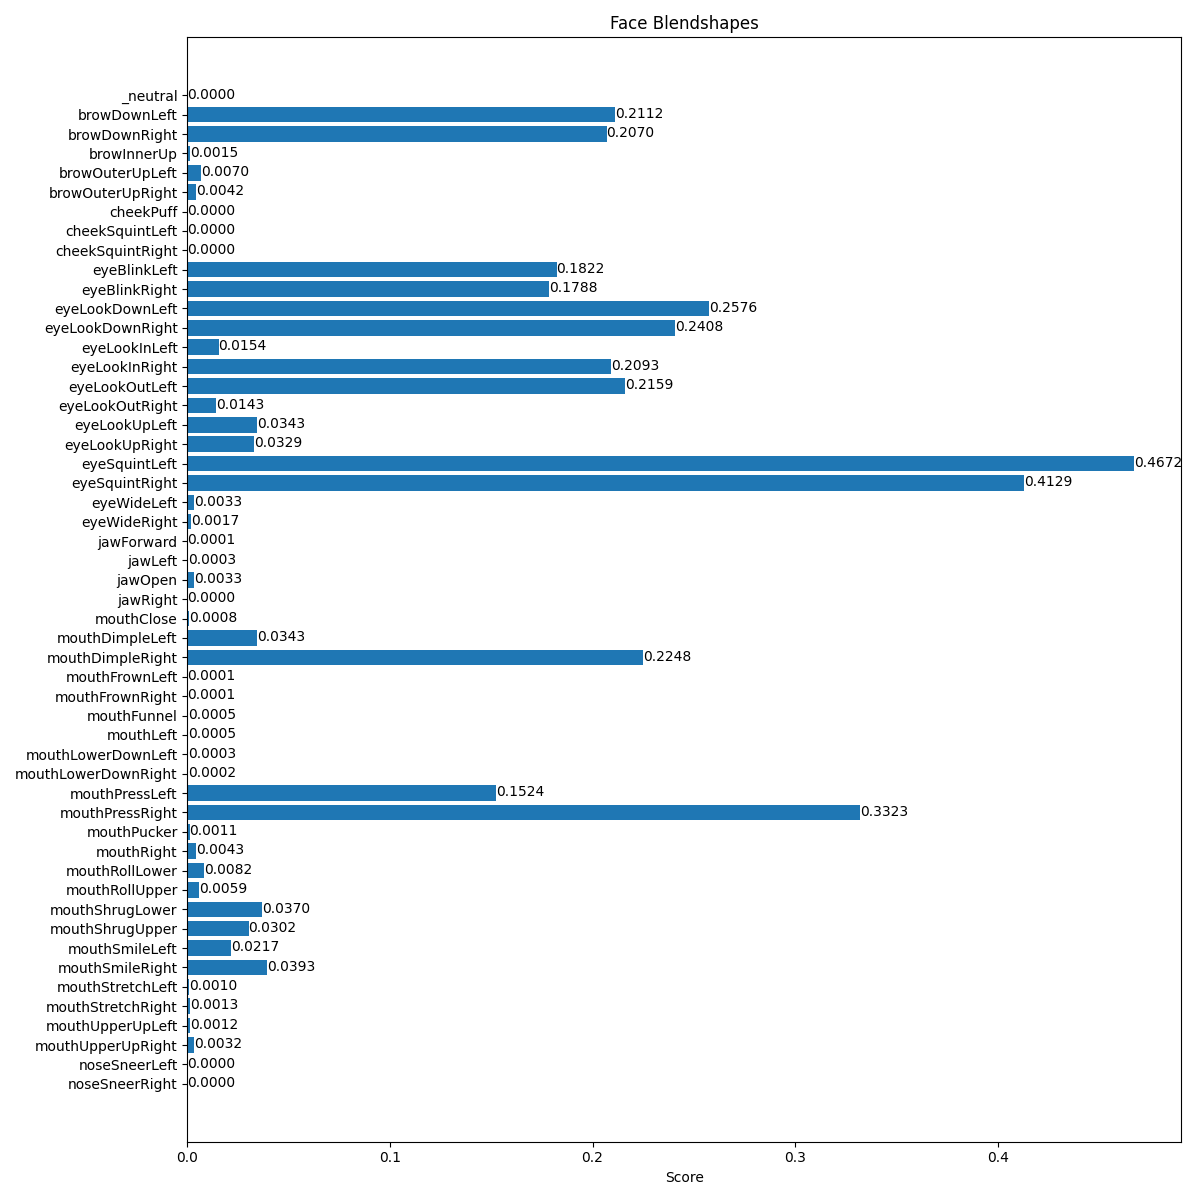 Face Blendshapes
_neutral 0.0000
browDownLeft 0.2112
browDownRight 0.2070
browInnerUp 0.0015
browOuterUpLeft 0.0070
browOuterUpRight 0.0042
cheekPuff 0.0000
cheekSquintLeft 0.0000
cheekSquintRight 0.0000
eyeBlinkLeft 0.1822
eyeBlinkRight 0.1788
eyeLookDownLeft 0.2576
eyeLookDownRight 0.2408
eyeLookInLeft 0.0154
eyeLookInRight 0.2093
eyeLookOutLeft 0.2159
eyeLookOutRight 0.0143
eyeLookUpLeft 0.0343
eyeLookUpRight 0.0329
eyeSquintLeft 0.4672
eyeSquintRight 0.4129
eyeWideLeft 0.0033
eyeWideRight 0.0017
jawForward 0.0001
jawLeft 0.0003
jawOpen 0.0033
jawRight 0.0000
mouthClose 0.0008
mouthDimpleLeft 0.0343
mouthDimpleRight 0.2248
mouthFrownLeft 0.0001
mouthFrownRight 0.0001
mouthFunnel 0.0005
mouthLeft 0.0005
mouthLowerDownLeft 0.0003
mouthLowerDownRight 0.0002
mouthPressLeft 0.1524
mouthPressRight 0.3323
mouthPucker 0.0011
mouthRight 0.0043
mouthRollLower 0.0082
mouthRollUpper 0.0059
mouthShrugLower 0.0370
mouthShrugUpper 0.0302
mouthSmileLeft 0.0217
mouthSmileRight 0.0393
mouthStretchLeft 0.0010
mouthStretchRight 0.0013
mouthUpperUpLeft 0.0012
mouthUpperUpRight 0.0032
noseSneerLeft 0.0000
noseSneerRight 0.0000
0.0 0.1 0.2 0.3 0.4
Score